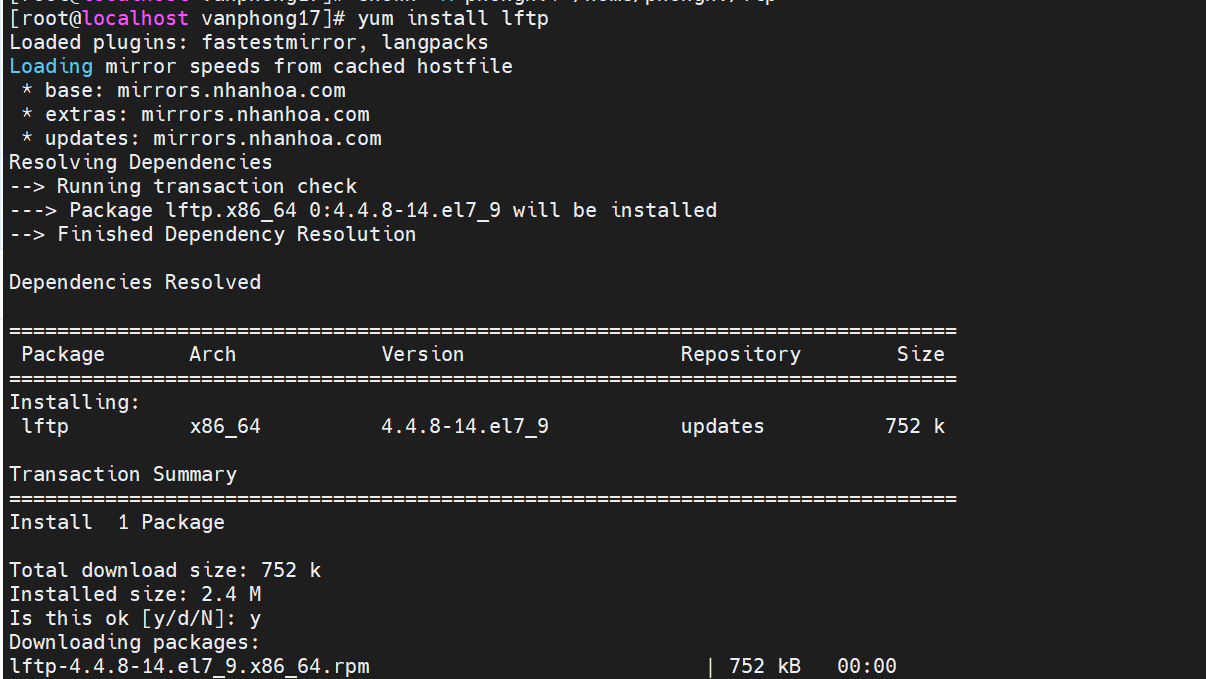 [root@localhost vanphong17]# yum install lftp
Loaded plugins: fastestmirror, langpacks
Loading mirror speeds from cached hostfile
 * base: mirrors.nhanhoa.com
 * extras: mirrors.nhanhoa.com
 * updates: mirrors.nhanhoa.com
Resolving Dependencies
--> Running transaction check
---> Package lftp.x86_64 0:4.4.8-14.el7_9 will be installed
--> Finished Dependency Resolution

Dependencies Resolved

===============================================================================
 Package       Arch            Version                  Repository        Size
===============================================================================
Installing:
 lftp          x86_64          4.4.8-14.el7_9           updates          752 k

Transaction Summary
===============================================================================
Install  1 Package

Total download size: 752 k
Installed size: 2.4 M
Is this ok [y/d/N]: y
Downloading packages:
lftp-4.4.8-14.el7_9.x86_64.rpm                            | 752 kB   00:00